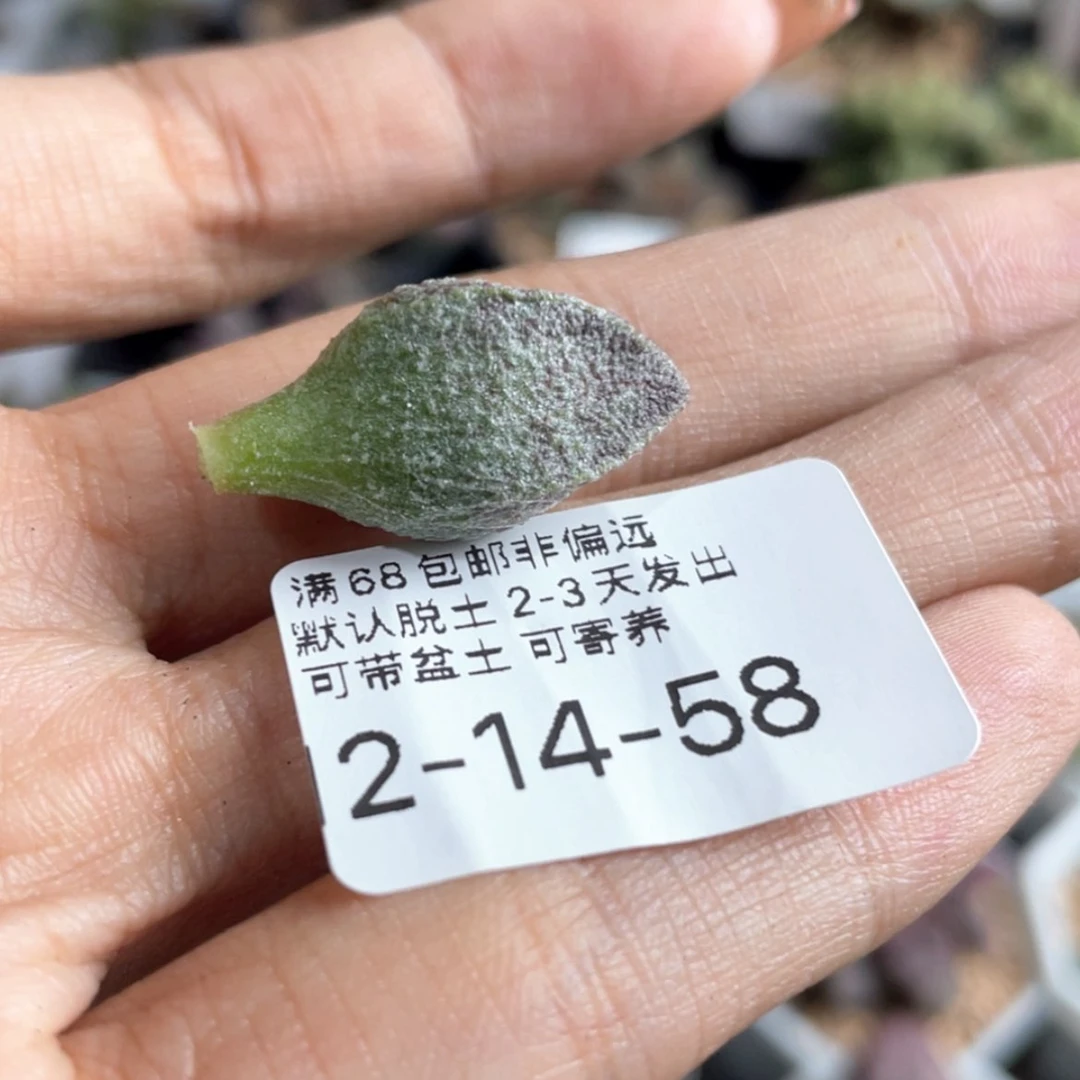 满68包邮非偏远
默认脱土2-3天发出
可带盆土 可寄养
2-14-58